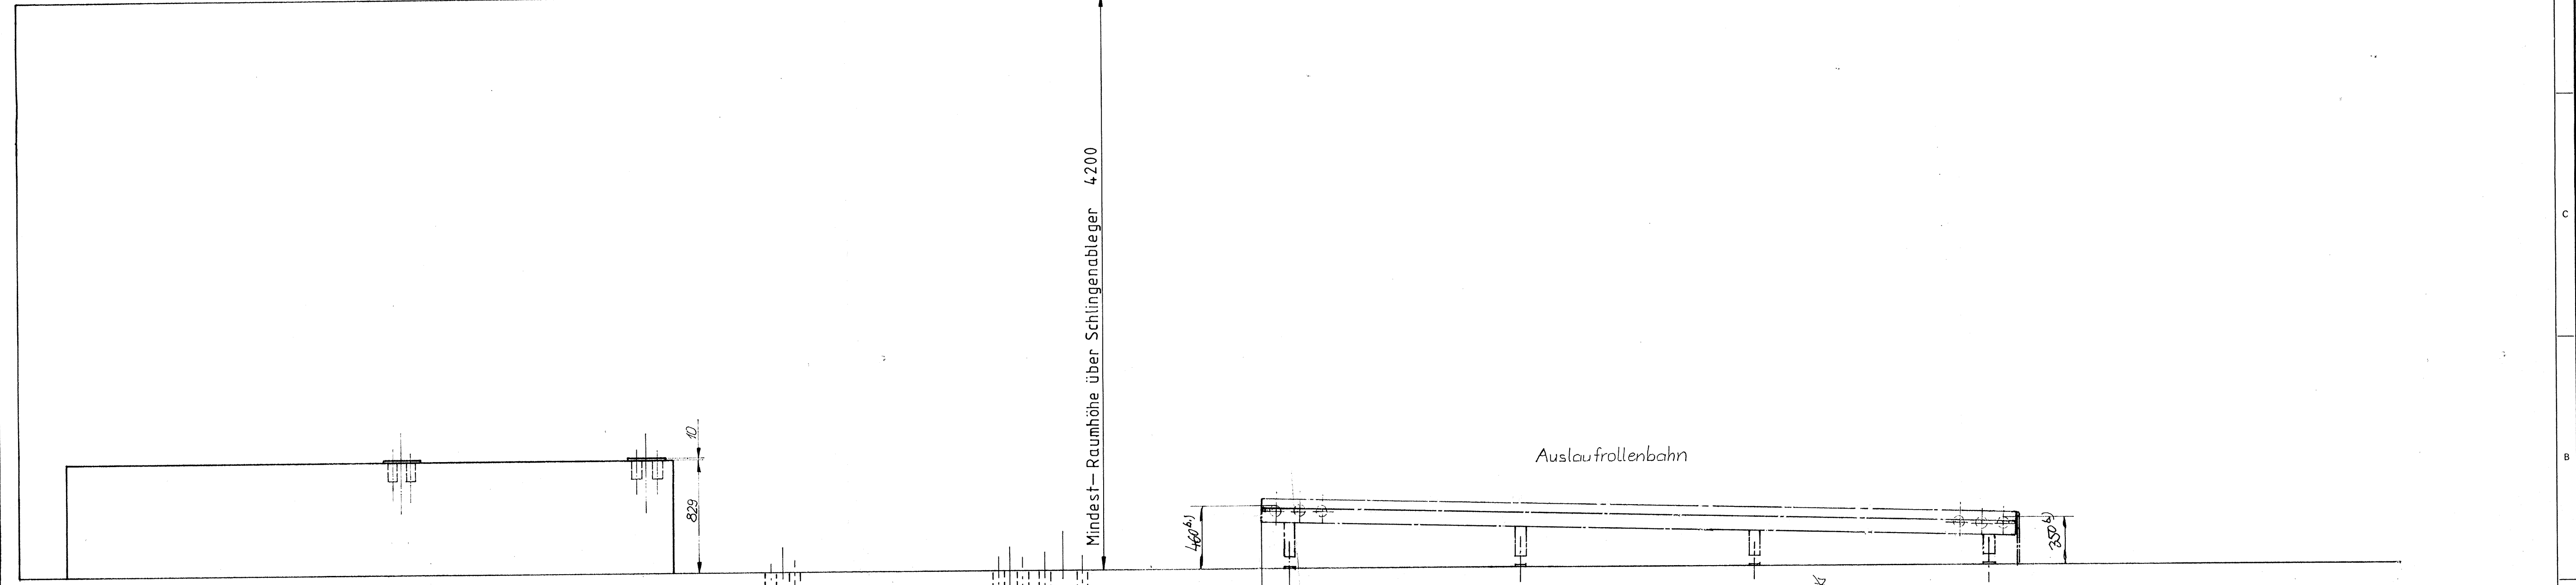 Mindest-Raumhöhe über Schlingenableger 4200
C
10
829
Auslaufrollenbahn
B
460 b.)
350 b.)